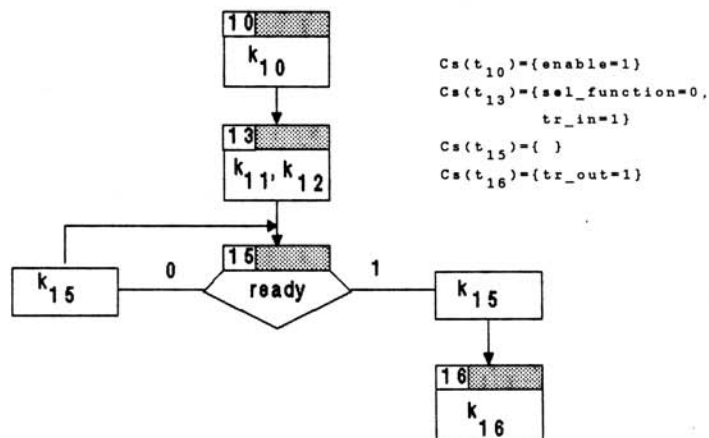 10
k10
Cs(t10)={enable=1}
Cs(t13)={sel_function=0,
tr_in=1}
Cs(t15)={ }
Cs(t16)={tr_out=1}
13
k11, k12
15
ready
0
1
k15
k15
16
k16